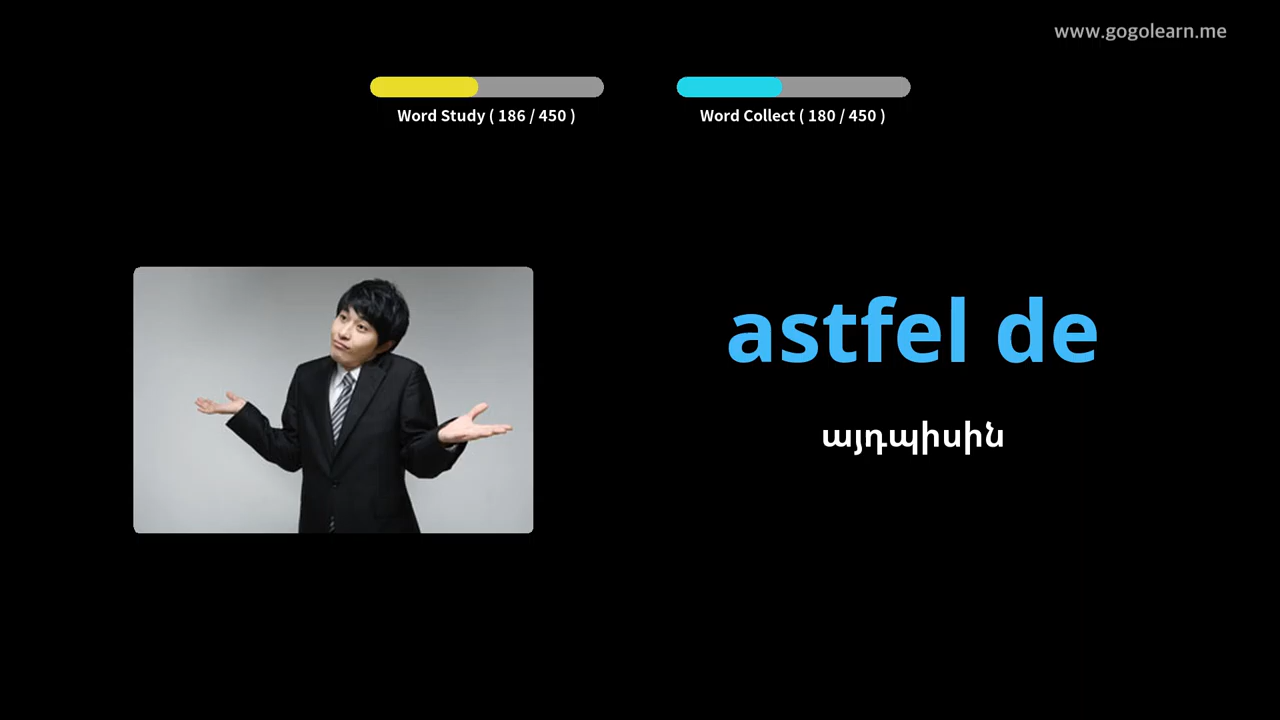 www.gogolearn.me
Word Study ( 186 / 450 )
Word Collect ( 180 / 450 )
astfel de
այդպիսին